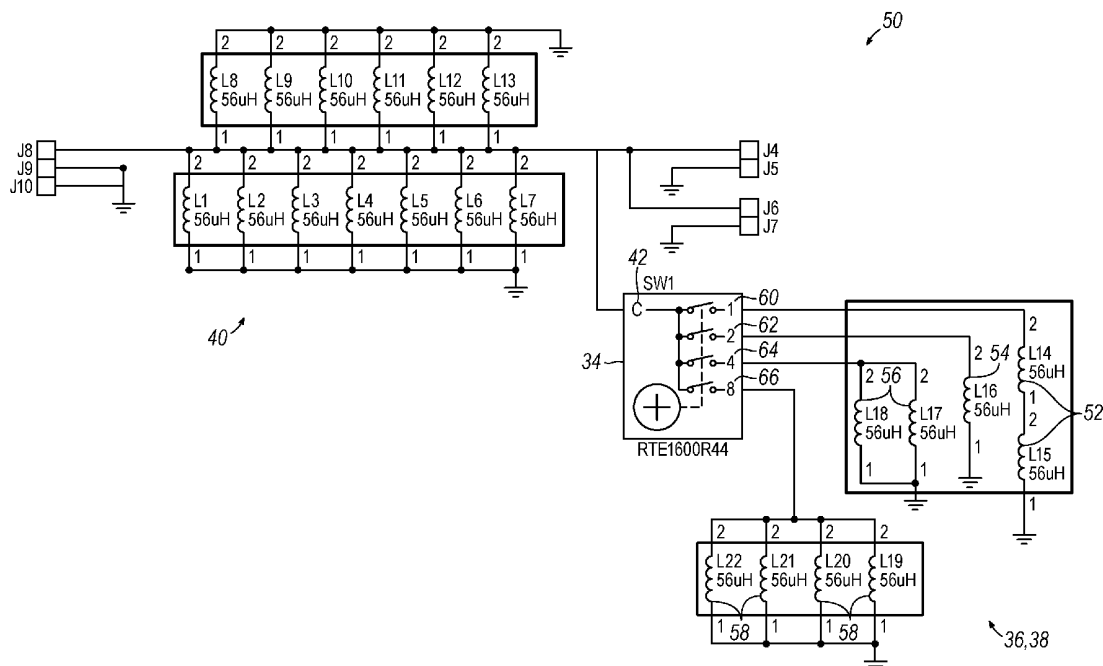 50
2 2 2 2 2 2
L8 L9 L10 L11 L12 L13
56uH 56uH 56uH 56uH 56uH 56uH
1 1 1 1 1 1
J8
J9
J10
J4
J5
J6
J7
2 2 2 2 2 2 2
L1 L2 L3 L4 L5 L6 L7
56uH 56uH 56uH 56uH 56uH 56uH 56uH
1 1 1 1 1 1 1
40
42
SW1
C
34
1 60
2 62
4 64
8 66
RTE1600R44
2
L14
56uH
1
2
L15
56uH
1
52
2 54
L16
56uH
1
2 56 2
L18 L17
56uH 56uH
1 1
2 2 2 2
L22 L21 L20 L19
56uH 56uH 56uH 56uH
1 1 1 1
58 58
36,38